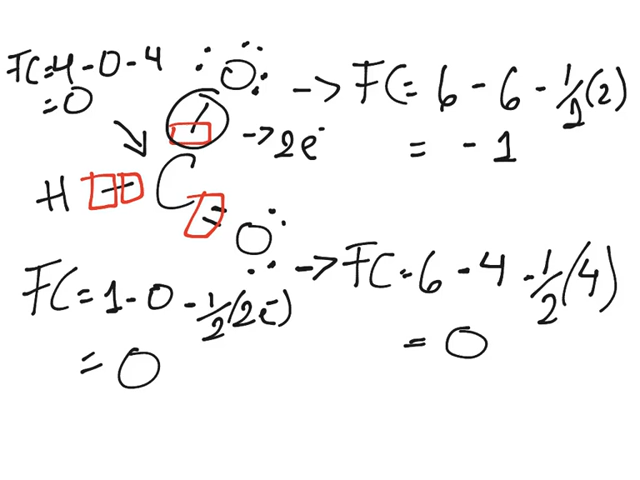 FC=4-0-4
=0
O
-> FC= 6 - 6 - 1/2(2)
= -1
-> 2e⁻
H C
O
-> FC= 6 - 4 - 1/2(4)
= 0
FC= 1-0 - 1/2(2e⁻)
= 0